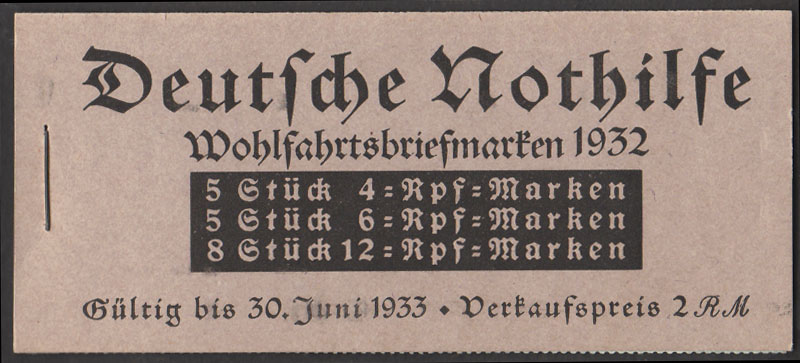 Deutſche Nothilfe
Wohlfahrtsbriefmarken 1932
5 Stück 4=Rpf=Marken
5 Stück 6=Rpf=Marken
8 Stück 12=Rpf=Marken
Gültig bis 30. Juni 1933 • Verkaufspreis 2 RM